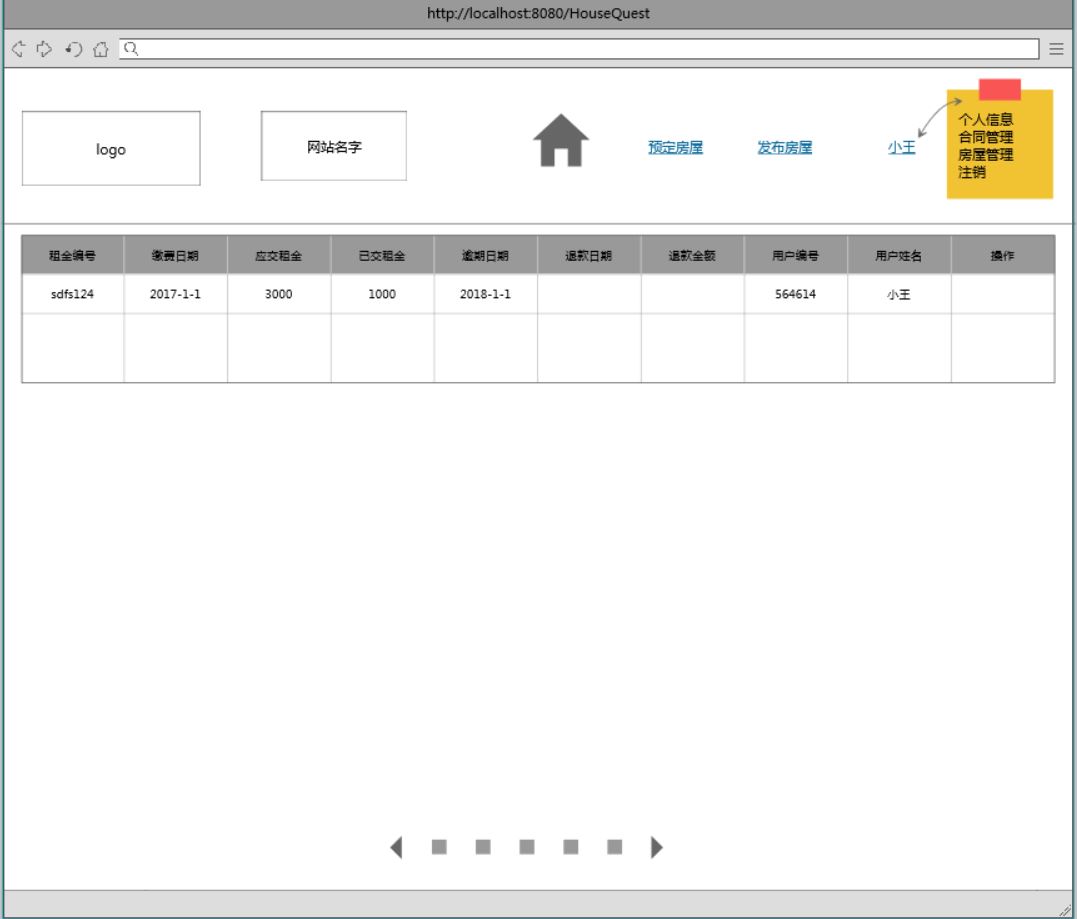 http://localhost:8080/HouseQuest
logo
网站名字
预定房屋
发布房屋
小王
个人信息
合同管理
房屋管理
注销
租金编号 缴费日期 应交租金 已交租金 逾期日期 退款日期 退款金额 用户编号 用户姓名 操作
sdfs124 2017-1-1 3000 1000 2018-1-1 564614 小王